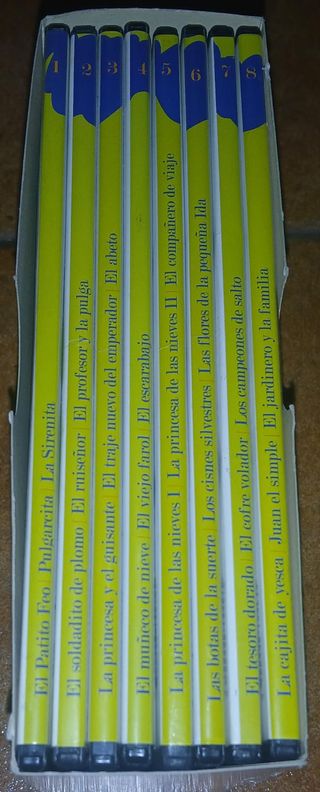 1
El Patito Feo | Pulgarcita | La Sirenita
2
El soldadito de plomo | El ruiseñor | El profesor y la pulga
3
La princesa y el guisante | El traje nuevo del emperador | El abeto
4
El muñeco de nieve | El viejo farol | El escarabajo
5
La princesa de las nieves I | La princesa de las nieves II | El compañero de viaje
6
Las botas de la suerte | Los cisnes silvestres | Las flores de la pequeña Ida
7
El tesoro dorado | El cofre volador | Los campeones de salto
8
La cajita de yesca | Juan el simple | El jardinero y la familia